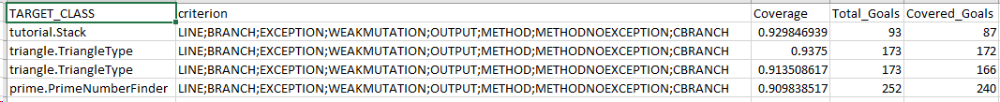 TARGET_CLASS criterion Coverage Total_Goals Covered_Goals
tutorial.Stack LINE;BRANCH;EXCEPTION;WEAKMUTATION;OUTPUT;METHOD;METHODNOEXCEPTION;CBRANCH 0.929846939 93 87
triangle.TriangleType LINE;BRANCH;EXCEPTION;WEAKMUTATION;OUTPUT;METHOD;METHODNOEXCEPTION;CBRANCH 0.9375 173 172
triangle.TriangleType LINE;BRANCH;EXCEPTION;WEAKMUTATION;OUTPUT;METHOD;METHODNOEXCEPTION;CBRANCH 0.913508617 173 166
prime.PrimeNumberFinder LINE;BRANCH;EXCEPTION;WEAKMUTATION;OUTPUT;METHOD;METHODNOEXCEPTION;CBRANCH 0.909838517 252 240